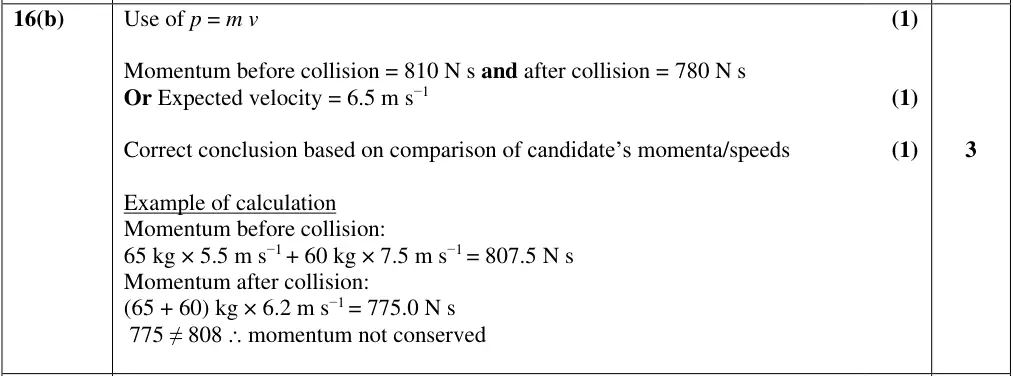 16(b) Use of p = m v (1)
Momentum before collision = 810 N s and after collision = 780 N s
Or Expected velocity = 6.5 m s⁻¹ (1)
Correct conclusion based on comparison of candidate’s momenta/speeds (1) 3
Example of calculation
Momentum before collision:
65 kg × 5.5 m s⁻¹ + 60 kg × 7.5 m s⁻¹ = 807.5 N s
Momentum after collision:
(65 + 60) kg × 6.2 m s⁻¹ = 775.0 N s
775 ≠ 808 ∴ momentum not conserved